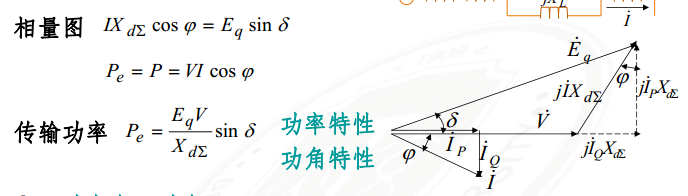 jX_L
İ
相量图 IX_{dΣ} cos φ = E_q sin δ
P_e = P = VI cos φ
传输功率 P_e = \frac{E_q V}{X_{dΣ}} sin δ
功率特性
功角特性
Ė_q
jİX_{dΣ}
φ
jİ_P X_{dΣ}
δ
İ_P
V̇
φ
İ_Q
jİ_Q X_{dΣ}
İ